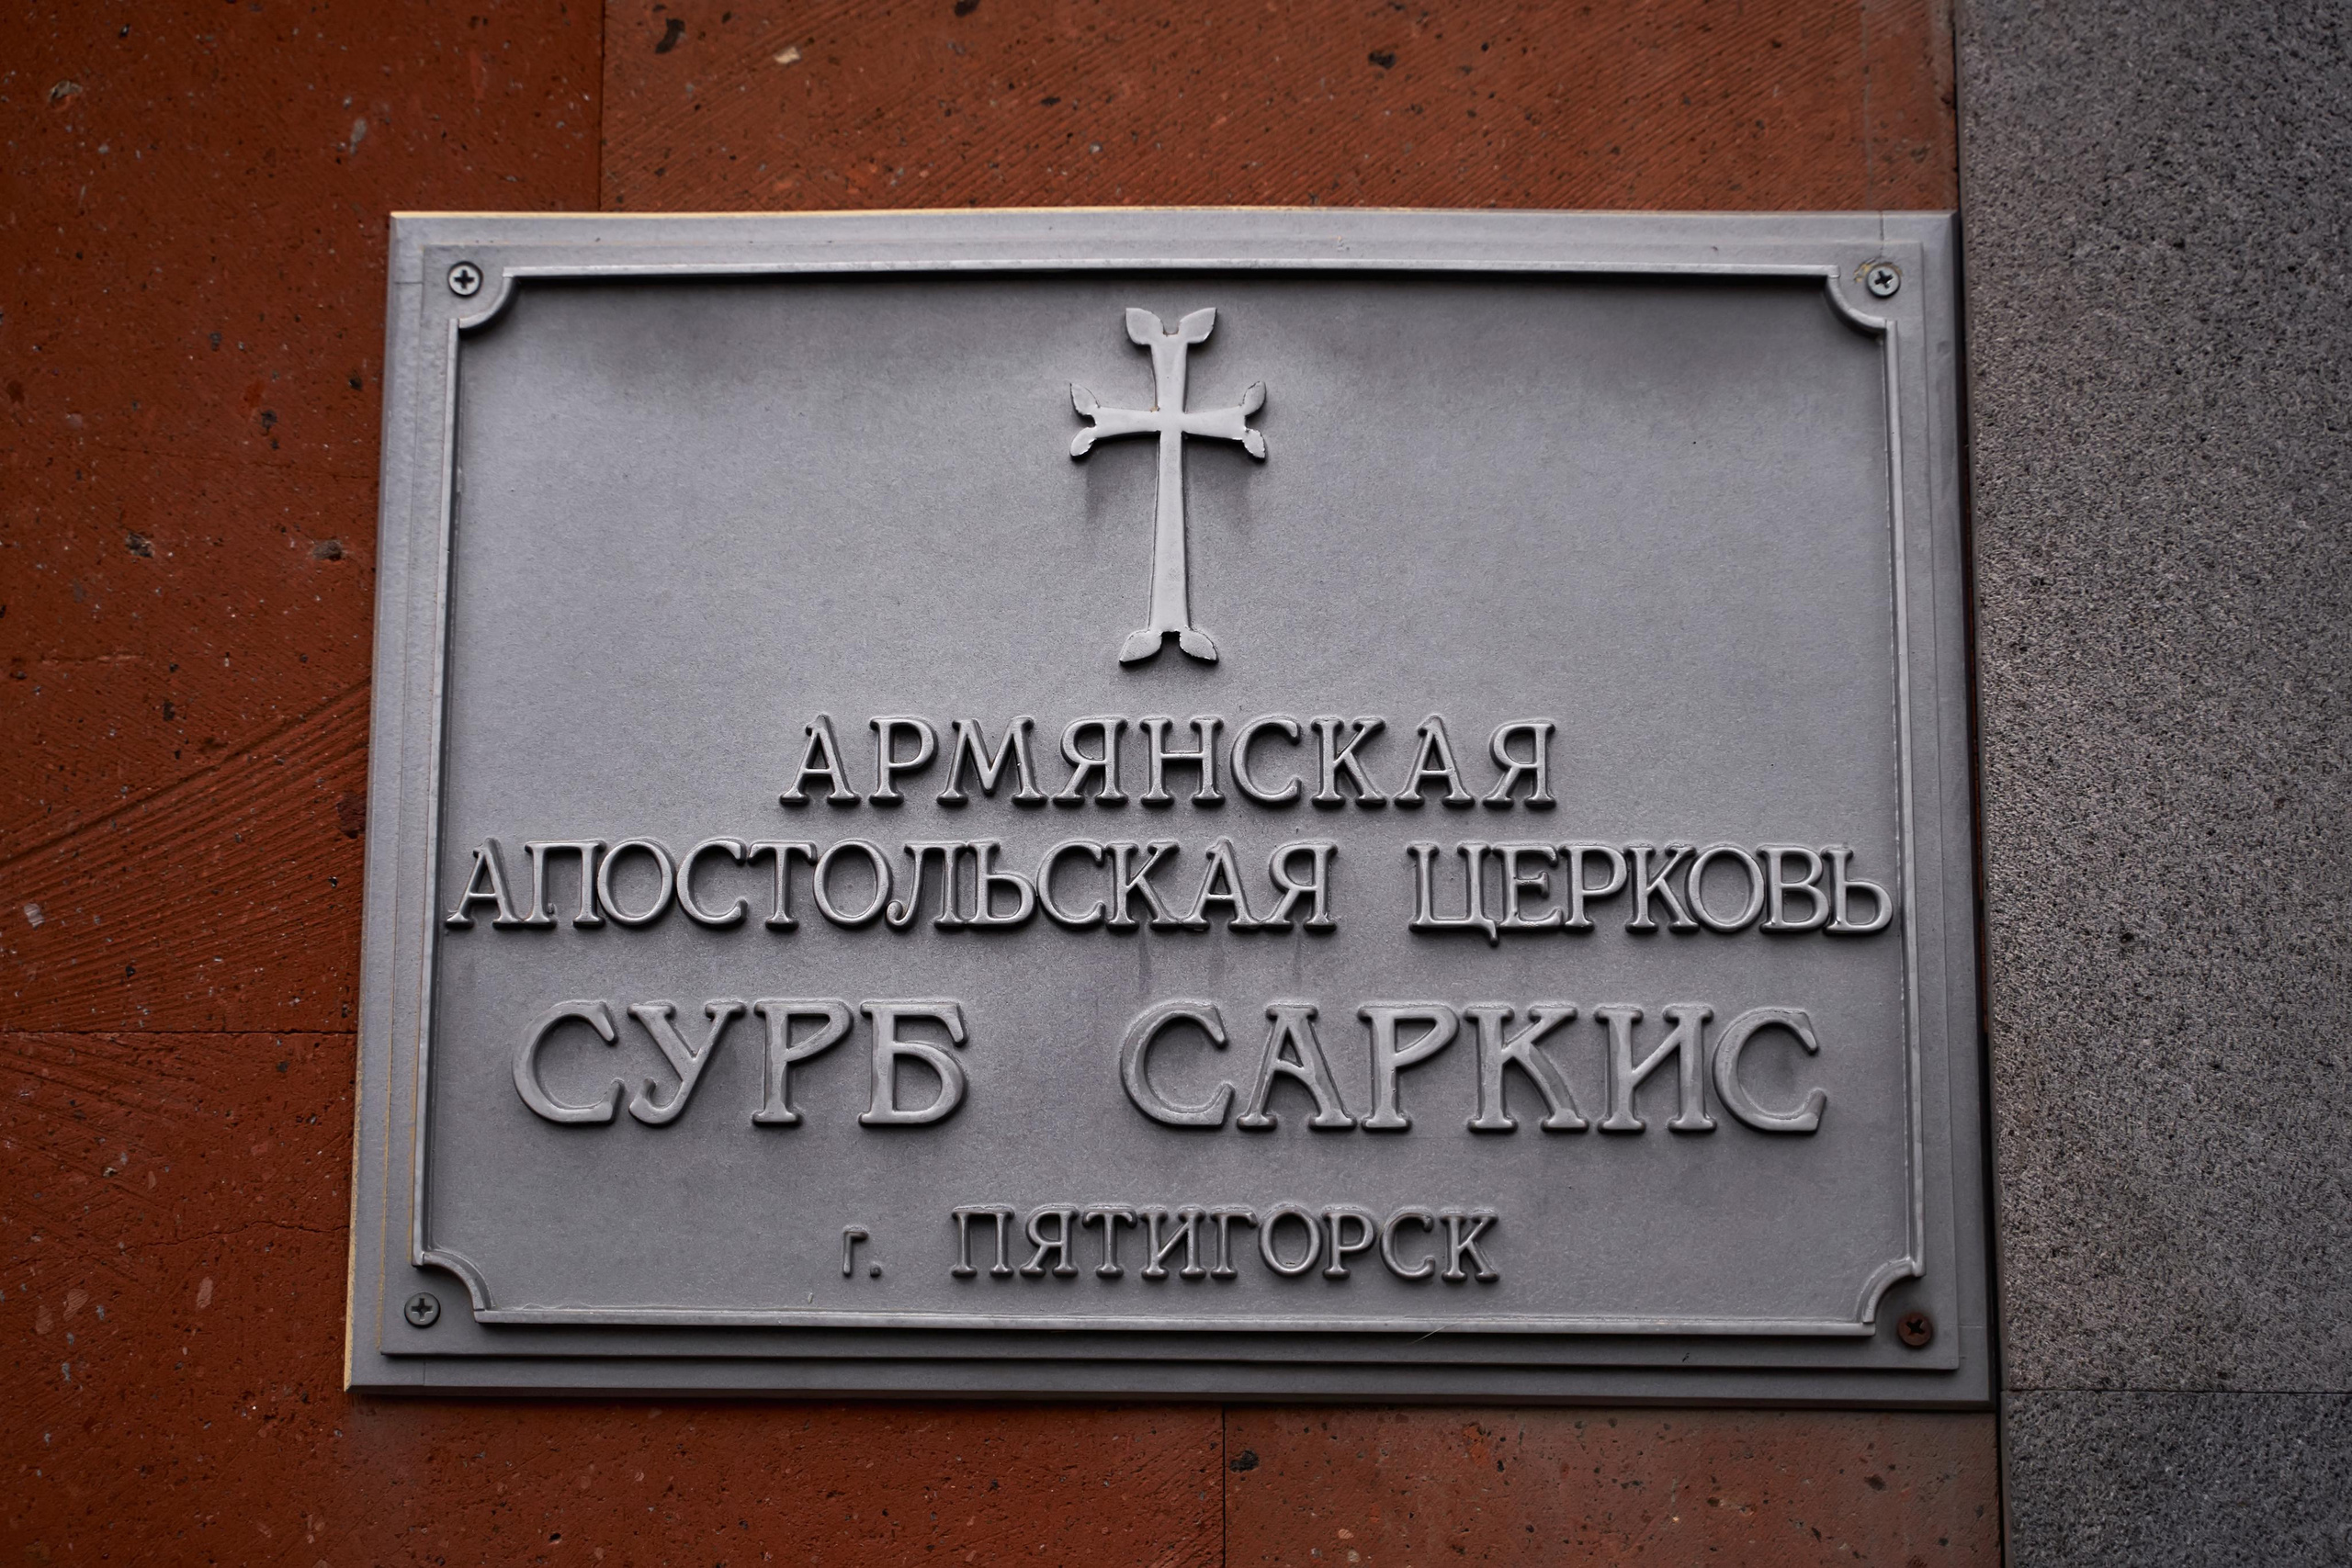 АРМЯНСКАЯ
АПОСТОЛЬСКАЯ ЦЕРКОВЬ
СУРБ САРКИС
г. ПЯТИГОРСК